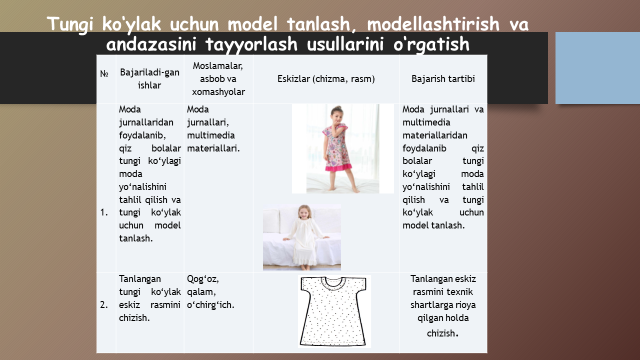 Tungi ko‘ylak uchun model tanlash, modellashtirish va
andazasini tayyorlash usullarini o‘rgatish
№
Bajariladi-gan
ishlar
Moslamalar,
asbob va
xomashyolar
Eskizlar (chizma, rasm)
Bajarish tartibi
1.
Moda
jurnallaridan
foydalanib,
qiz bolalar
tungi ko‘ylagi
moda
yo‘nalishini
tahlil qilish va
tungi ko‘ylak
uchun model
tanlash.
Moda
jurnallari,
multimedia
materiallari.
Moda jurnallari va
multimedia
materiallaridan
foydalanib qiz
bolalar tungi
ko‘ylagi moda
yo‘nalishini tahlil
qilish va tungi
ko‘ylak uchun
model tanlash.
2.
Tanlangan
tungi ko‘ylak
eskiz rasmini
chizish.
Qog‘oz,
qalam,
o‘chirg‘ich.
Tanlangan eskiz
rasmini texnik
shartlarga rioya
qilgan holda
chizish.